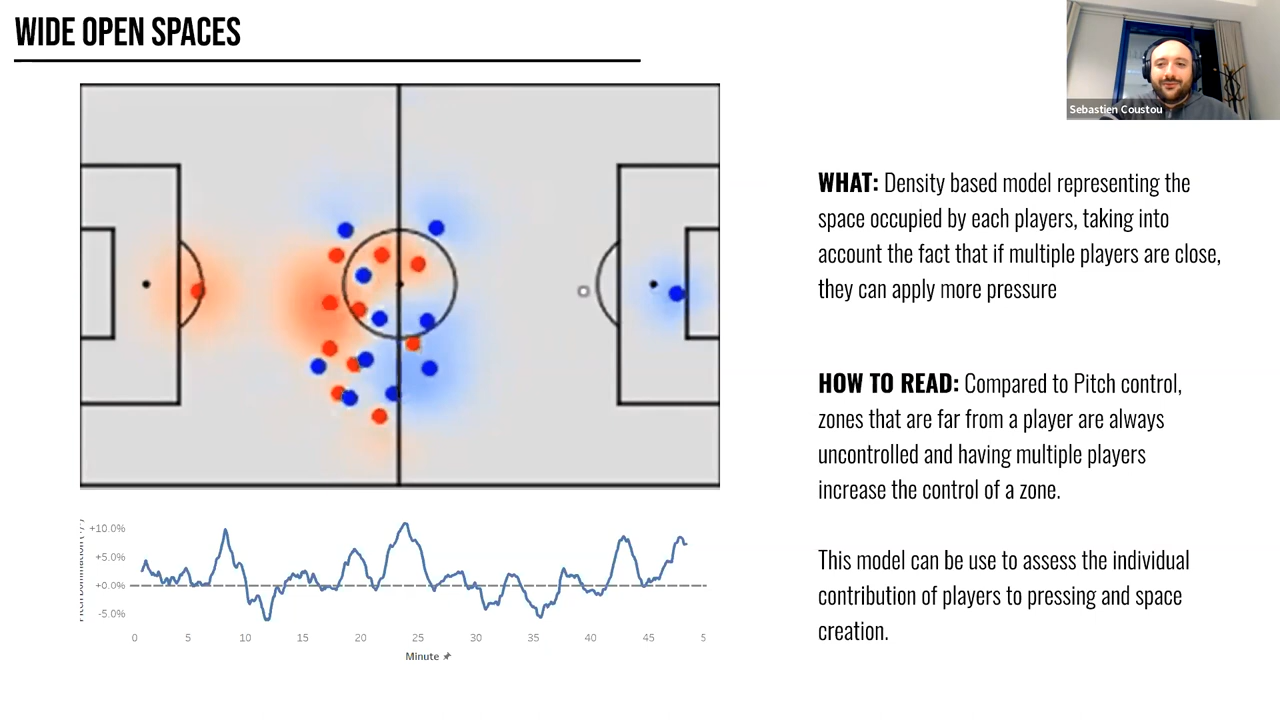 WIDE OPEN SPACES
Sebastien Coustou
WHAT: Density based model representing the
space occupied by each players, taking into
account the fact that if multiple players are close,
they can apply more pressure
HOW TO READ: Compared to Pitch control,
zones that are far from a player are always
uncontrolled and having multiple players
increase the control of a zone.
This model can be use to assess the individual
contribution of players to pressing and space
creation.
+10.0%
+5.0%
+0.0%
-5.0%
0 5 10 15 20 25 30 35 40 45 5
Minute